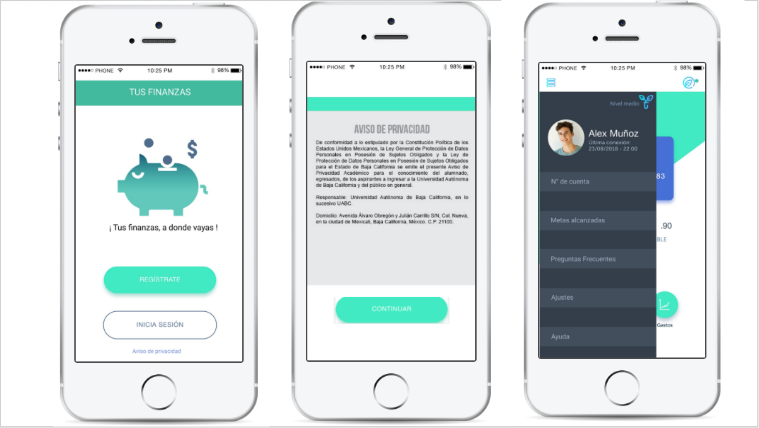 PHONE 10:25 PM 98%
TUS FINANZAS
$
¡ Tus finanzas, a donde vayas !
REGÍSTRATE
INICIA SESIÓN
Aviso de privacidad
PHONE 10:25 PM 98%
AVISO DE PRIVACIDAD
De conformidad a lo estipulado por la Constitución Política de los
Estados Unidos Mexicanos, la Ley General de Protección de Datos
Personales en Posesión de Sujetos Obligados y la Ley de
Protección de Datos Personales en Posesión de Sujetos Obligados
para el Estado de Baja California se emite el presente Aviso de
Privacidad Académico para el conocimiento del alumnado,
egresados, de los aspirantes a ingresar a la Universidad Autónoma
de Baja California y del público en general.
Responsable: Universidad Autónoma de Baja California, en lo
sucesivo UABC.
Domicilio: Avenida Álvaro Obregón y Julián Carrillo S/N, Col. Nueva,
en la ciudad de Mexicali, Baja California, México. C.P. 21100.
CONTINUAR
PHONE 10:25 PM 98%
Nivel medio
Alex Muñoz
Última conexión
23/08/2018 - 22:00
N° de cuenta
83
Metas alcanzadas
.90
BLE
Preguntas Frecuentes
Ajustes
Gastos
Ayuda